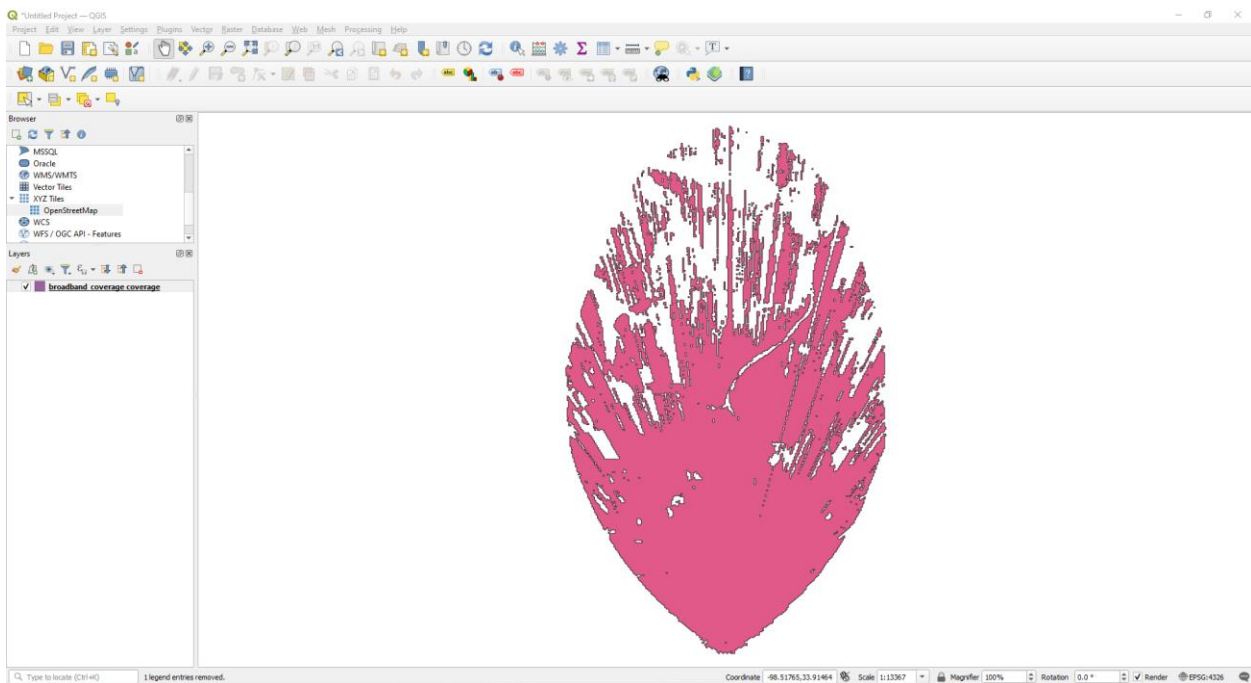 *Untitled Project — QGIS
Project Edit View Layer Settings Plugins Vector Raster Database Web Mesh Processing Help
Browser
MSSQL
Oracle
WMS/WMTS
Vector Tiles
XYZ Tiles
OpenStreetMap
WCS
WFS / OGC API - Features
Layers
broadband_coverage coverage
Type to locate (Ctrl+K) 1 legend entries removed. Coordinate -98.51765,33.91464 Scale 1:13367 Magnifier 100% Rotation 0.0 ° Render EPSG:4326